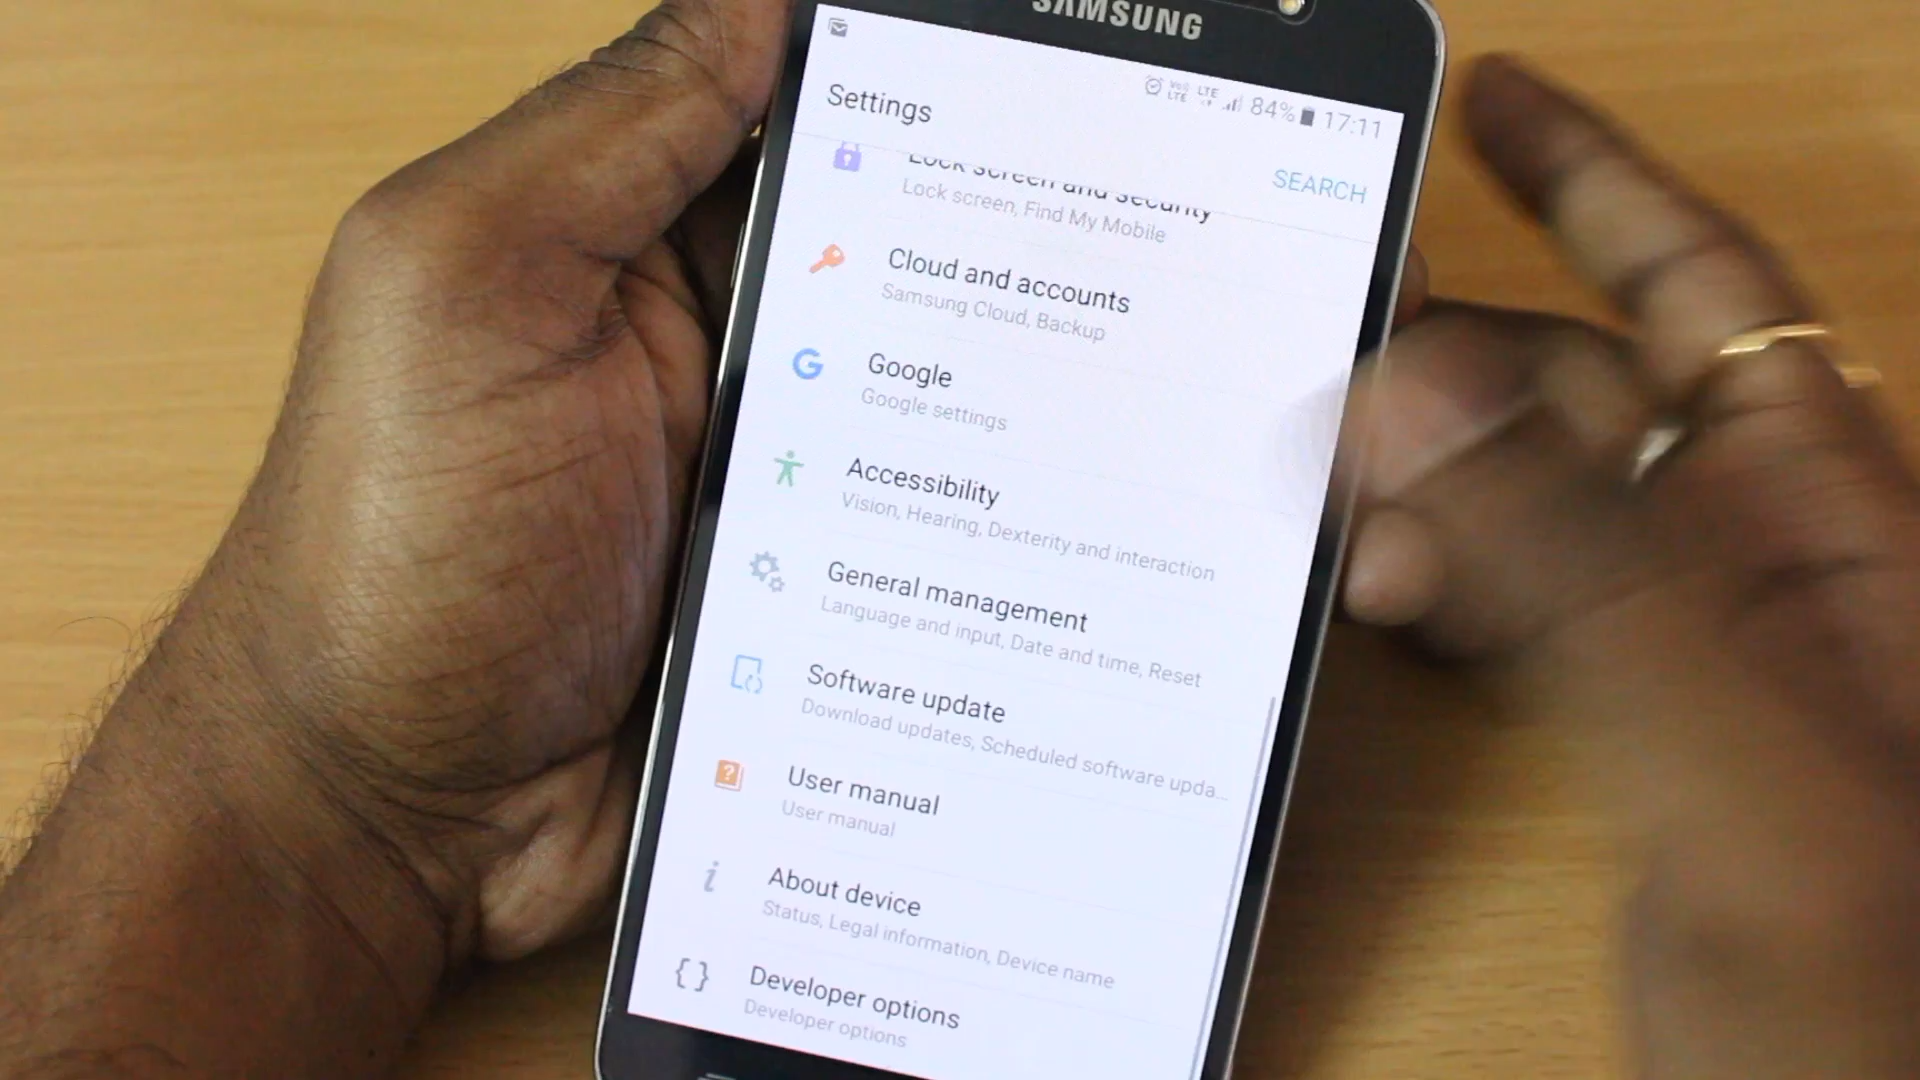 SAMSUNG
VoLTE LTE 84% 17:11
Settings
SEARCH
Lock screen and security
Lock screen, Find My Mobile
Cloud and accounts
Samsung Cloud, Backup
Google
Google settings
Accessibility
Vision, Hearing, Dexterity and interaction
General management
Language and input, Date and time, Reset
Software update
Download updates, Scheduled software upda...
User manual
User manual
About device
Status, Legal information, Device name
Developer options
Developer options